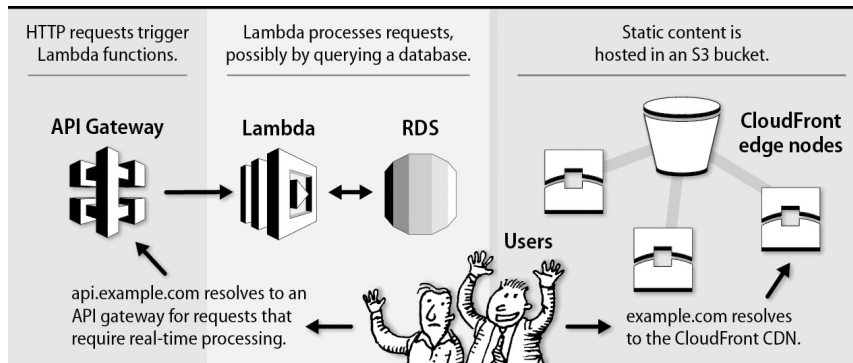 HTTP requests trigger
Lambda functions.
Lambda processes requests,
possibly by querying a database.
Static content is
hosted in an S3 bucket.
API Gateway
Lambda
RDS
CloudFront
edge nodes
Users
api.example.com resolves to an
API gateway for requests that
require real-time processing.
example.com resolves
to the CloudFront CDN.